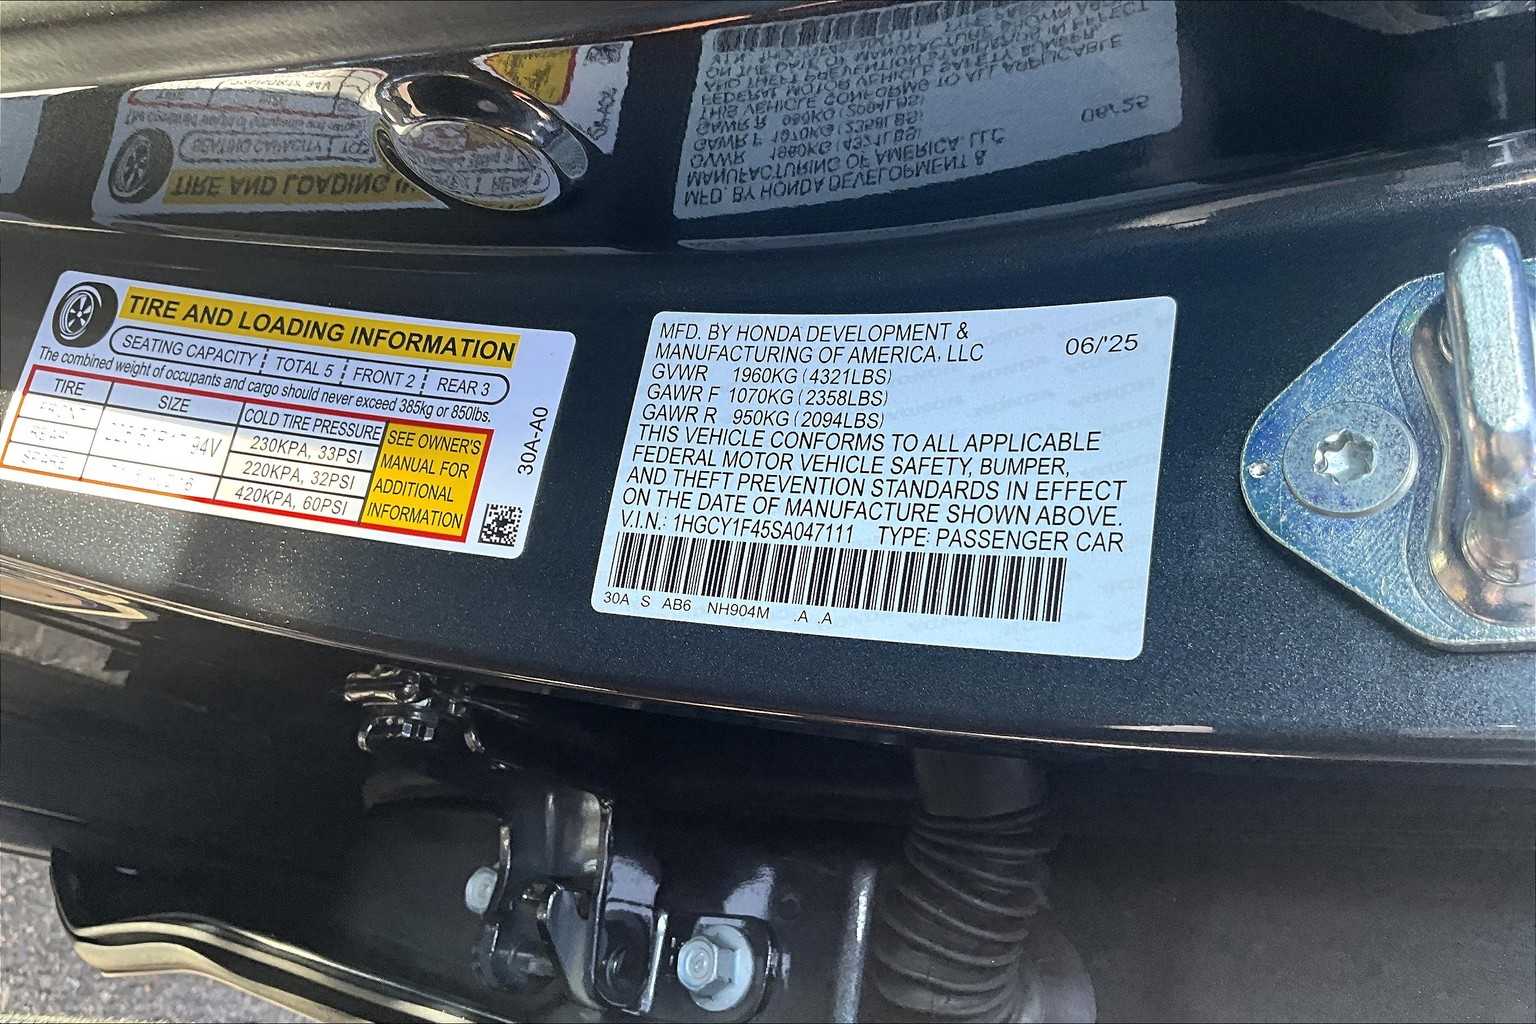 TIRE AND LOADING INFORMATION
SEATING CAPACITY TOTAL 5 FRONT 2 REAR 3
The combined weight of occupants and cargo should never exceed 385kg or 850lbs.
TIRE SIZE COLD TIRE PRESSURE
FRONT 94V 230KPA, 33PSI
REAR 220KPA, 32PSI
SPARE 420KPA, 60PSI
SEE OWNER'S
MANUAL FOR
ADDITIONAL
INFORMATION
30A-A0
MFD. BY HONDA DEVELOPMENT &
MANUFACTURING OF AMERICA, LLC
06/'25
GVWR 1960KG (4321LBS)
GAWR F 1070KG (2358LBS)
GAWR R 950KG (2094LBS)
THIS VEHICLE CONFORMS TO ALL APPLICABLE
FEDERAL MOTOR VEHICLE SAFETY, BUMPER,
AND THEFT PREVENTION STANDARDS IN EFFECT
ON THE DATE OF MANUFACTURE SHOWN ABOVE.
V.I.N.: 1HGCY1F45SA047111 TYPE: PASSENGER CAR
30A S AB6 NH904M .A .A